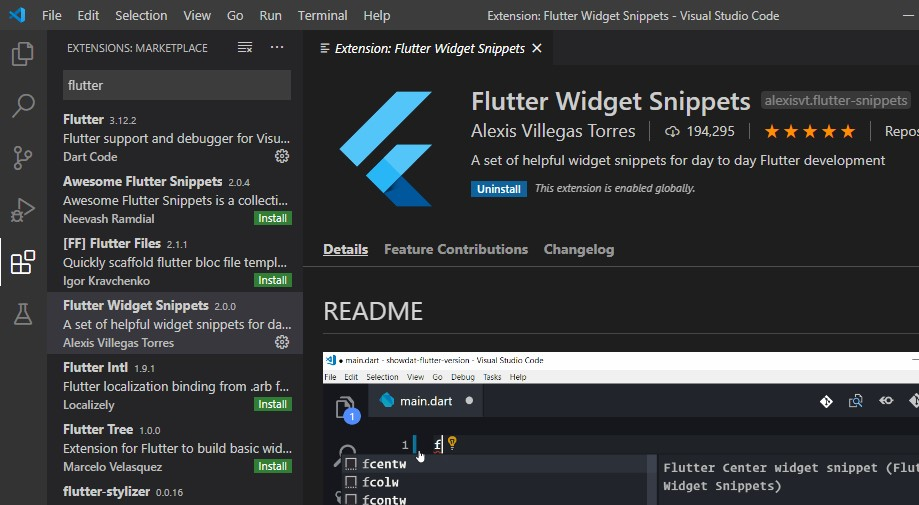 File Edit Selection View Go Run Terminal Help Extension: Flutter Widget Snippets - Visual Studio Code
EXTENSIONS: MARKETPLACE
flutter
Flutter 3.12.2
Flutter support and debugger for Visu...
Dart Code
Awesome Flutter Snippets 2.0.4
Awesome Flutter Snippets is a collecti...
Neevash Ramdial Install
[FF] Flutter Files 2.1.1
Quickly scaffold flutter bloc file templ...
Igor Kravchenko Install
Flutter Widget Snippets 2.0.0
A set of helpful widget snippets for da...
Alexis Villegas Torres
Flutter Intl 1.9.1
Flutter localization binding from .arb f...
Localizely Install
Flutter Tree 1.0.0
Extension for Flutter to build basic wid...
Marcelo Velasquez Install
flutter-stylizer 0.0.16
Extension: Flutter Widget Snippets
Flutter Widget Snippets alexisvt.flutter-snippets
Alexis Villegas Torres 194,295 Repos
A set of helpful widget snippets for day to day Flutter development
Uninstall This extension is enabled globally.
Details Feature Contributions Changelog
README
main.dart - showdat-flutter-version - Visual Studio Code
File Edit Selection View Go Debug Tasks Help
main.dart
1
1 f
fcentw
fcolw
fcontw
Flutter Center widget snippet (Flut
Widget Snippets)